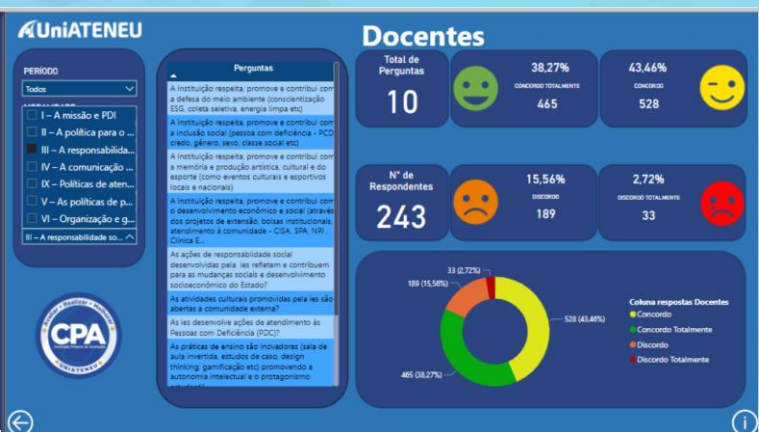 UniATENEU
Docentes
PERÍODO
Todos
I – A missão e PDI
II – A política para o ...
III – A responsabilida...
IV – A comunicação ...
IX – Políticas de aten...
V – As políticas de p...
VI – Organização e g...
III – A responsabilidade so...
CPA
UNIATENEU
Perguntas
A instituição respeita, promove e contribui com
a defesa do meio ambiente (conscientização
ESG, coleta seletiva, energia limpa etc)
A instituição respeita, promove e contribui com
a inclusão social (pessoa com deficiência - PCD
credo, gênero, sexo, classe social etc)
A instituição respeita, promove e contribui com
a memória e produção artística, cultural e do
esporte (como eventos culturais e esportivos
locais e nacionais)
A instituição respeita, promove e contribui com
o desenvolvimento econômico e social (através
dos projetos de extensão, bolsas institucionais,
atendimento à comunidade - CISA, SPA, NRI ,
Clínica E...
As ações de responsabilidade social
desenvolvidas pela ies refletem e contribuem
para as mudanças sociais e desenvolvimento
socioeconômico do Estado?
As atividades culturais promovidas pela ies são
abertas a comunidade externa?
As ies desenvolve ações de atendimento às
Pessoas com Deficiência (PDC)?
As práticas de ensino são inovadoras (sala de
aula invertida, estudos de caso, design
thinking, gamificação etc) promovendo a
autonomia intelectual e o protagonismo
Total de
Perguntas
10
38,27%
CONCORDO TOTALMENTE
465
43,46%
CONCORDO
528
N° de
Respondentes
243
15,56%
DISCORDO
189
2,72%
DISCORDO TOTALMENTE
33
33 (2,72%)
189 (15,56%)
528 (43,46%)
465 (38,27%)
Coluna respostas Docentes
Concordo
Concordo Totalmente
Discordo
Discordo Totalmente